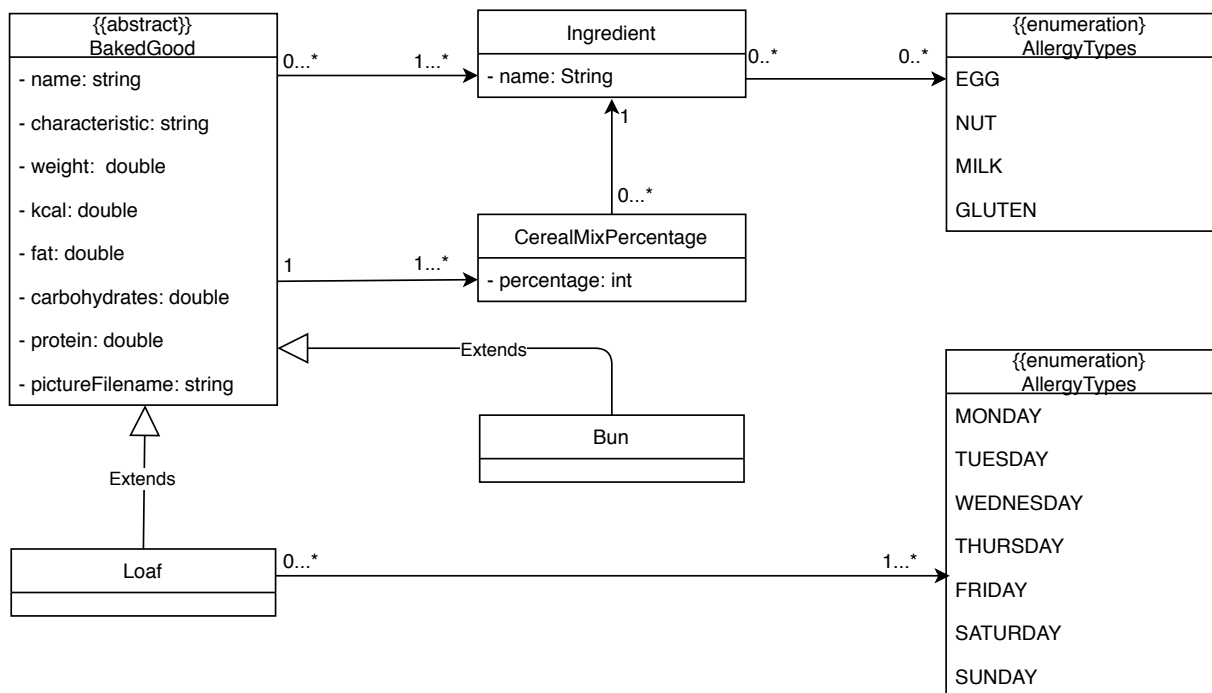 {{abstract}}
BakedGood
- name: string
- characteristic: string
- weight:  double
- kcal: double
- fat: double
- carbohydrates: double
- protein: double
- pictureFilename: string
0...*
1...*
Ingredient
- name: String
0..*
0..*
{{enumeration}
AllergyTypes
EGG
NUT
MILK
GLUTEN
1
0...*
1
1...*
CerealMixPercentage
- percentage: int
Extends
Bun
Extends
Loaf
0...*
1...*
{{enumeration}
AllergyTypes
MONDAY
TUESDAY
WEDNESDAY
THURSDAY
FRIDAY
SATURDAY
SUNDAY